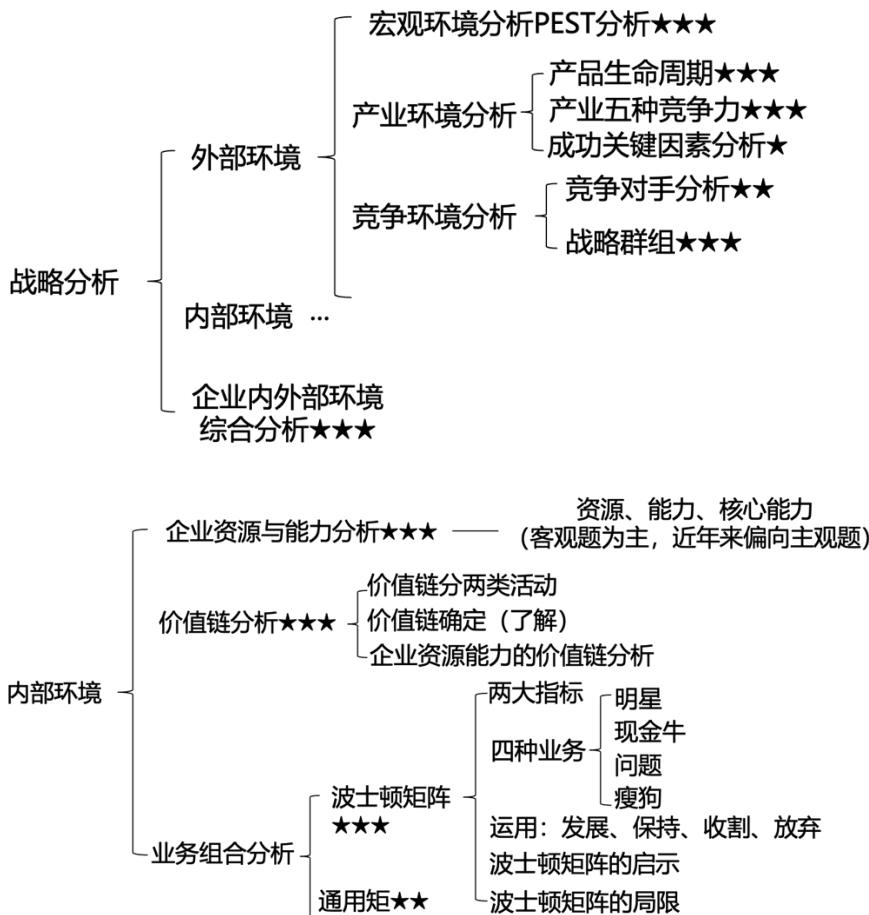 宏观环境分析PEST分析★★★
产品生命周期★★★
产业环境分析
产业五种竞争力★★★
成功关键因素分析★
外部环境
竞争对手分析★★
竞争环境分析
战略群组★★★
战略分析
内部环境 …
企业内外部环境
综合分析★★★
资源、能力、核心能力
企业资源与能力分析★★★
（客观题为主，近年来偏向主观题）
价值链分两类活动
价值链分析★★★
价值链确定（了解）
企业资源能力的价值链分析
内部环境
两大指标
明星
现金牛
四种业务
问题
瘦狗
波士顿矩阵
★★★
运用：发展、保持、收割、放弃
业务组合分析
波士顿矩阵的启示
通用矩★★
波士顿矩阵的局限